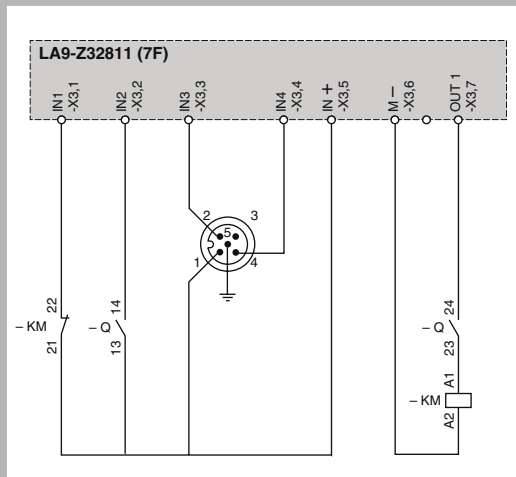 LA9-Z32811 (7F)
IN1
-X3,1
IN2
-X3,2
IN3
-X3,3
IN4
-X3,4
IN +
-X3,5
M –
-X3,6
OUT 1
-X3,7
2
3
5
1
4
22
– KM
21
14
– Q
13
24
– Q
23
A1
– KM
A2